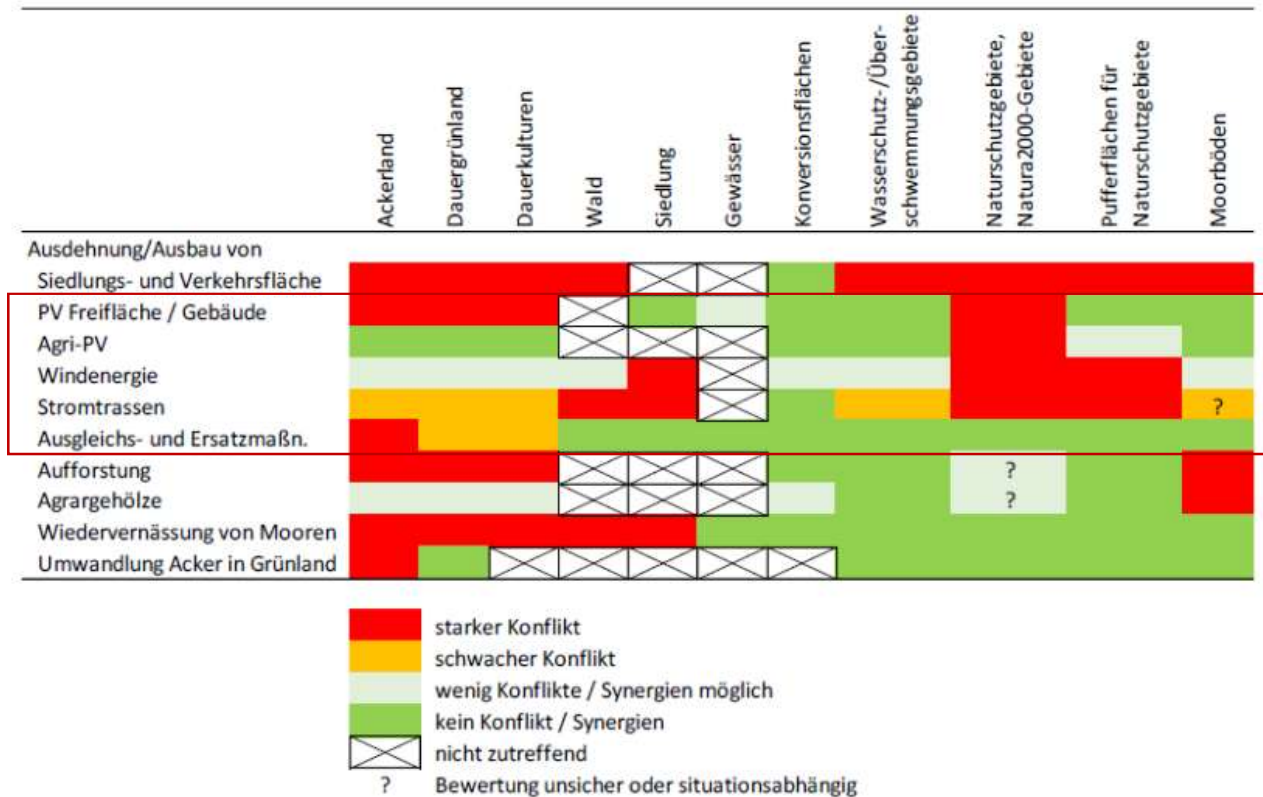 Ackerland
Dauergrünland
Dauerkulturen
Wald
Siedlung
Gewässer
Konversionsflächen
Wasserschutz-/Über-
schwemmungsgebiete
Naturschutzgebiete,
Natura2000-Gebiete
Pufferflächen für
Naturschutzgebiete
Moorböden
Ausdehnung/Ausbau von
Siedlungs- und Verkehrsfläche
PV Freifläche / Gebäude
Agri-PV
Windenergie
Stromtrassen ?
Ausgleichs- und Ersatzmaßn.
Aufforstung ?
Agrargehölze ?
Wiedervernässung von Mooren
Umwandlung Acker in Grünland
starker Konflikt
schwacher Konflikt
wenig Konflikte / Synergien möglich
kein Konflikt / Synergien
nicht zutreffend
? Bewertung unsicher oder situationsabhängig